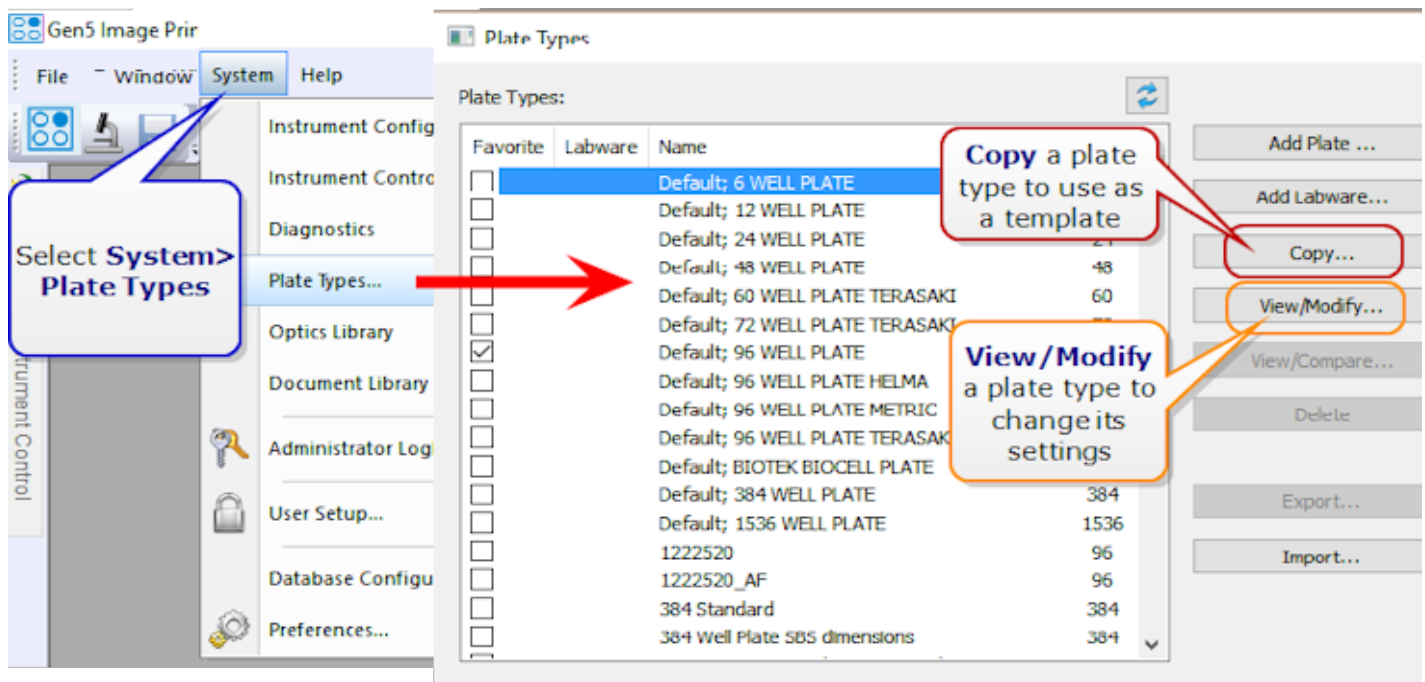 Gen5 Image Prir
File Window System Help
Instrument Config
Instrument Contro
Diagnostics
Plate Types...
Optics Library
Document Library
Administrator Log
User Setup...
Database Configu
Preferences...
Select System>
Plate Types
trument Control
Plate Types
Plate Types:
Favorite Labware Name
Default; 6 WELL PLATE
Default; 12 WELL PLATE
Default; 24 WELL PLATE 24
Default; 48 WELL PLATE 48
Default; 60 WELL PLATE TERASAKI 60
Default; 72 WELL PLATE TERASAKI
Default; 96 WELL PLATE
Default; 96 WELL PLATE HELMA
Default; 96 WELL PLATE METRIC
Default; 96 WELL PLATE TERASAK
Default; BIOTEK BIOCELL PLATE
Default; 384 WELL PLATE 384
Default; 1536 WELL PLATE 1536
1222520 96
1222520_AF 96
384 Standard 384
384 Well Plate SBS dimensions 384
Copy a plate
type to use as
a template
View/Modify
a plate type to
change its
settings
Add Plate ...
Add Labware...
Copy...
View/Modify...
View/Compare...
Delete
Export...
Import...